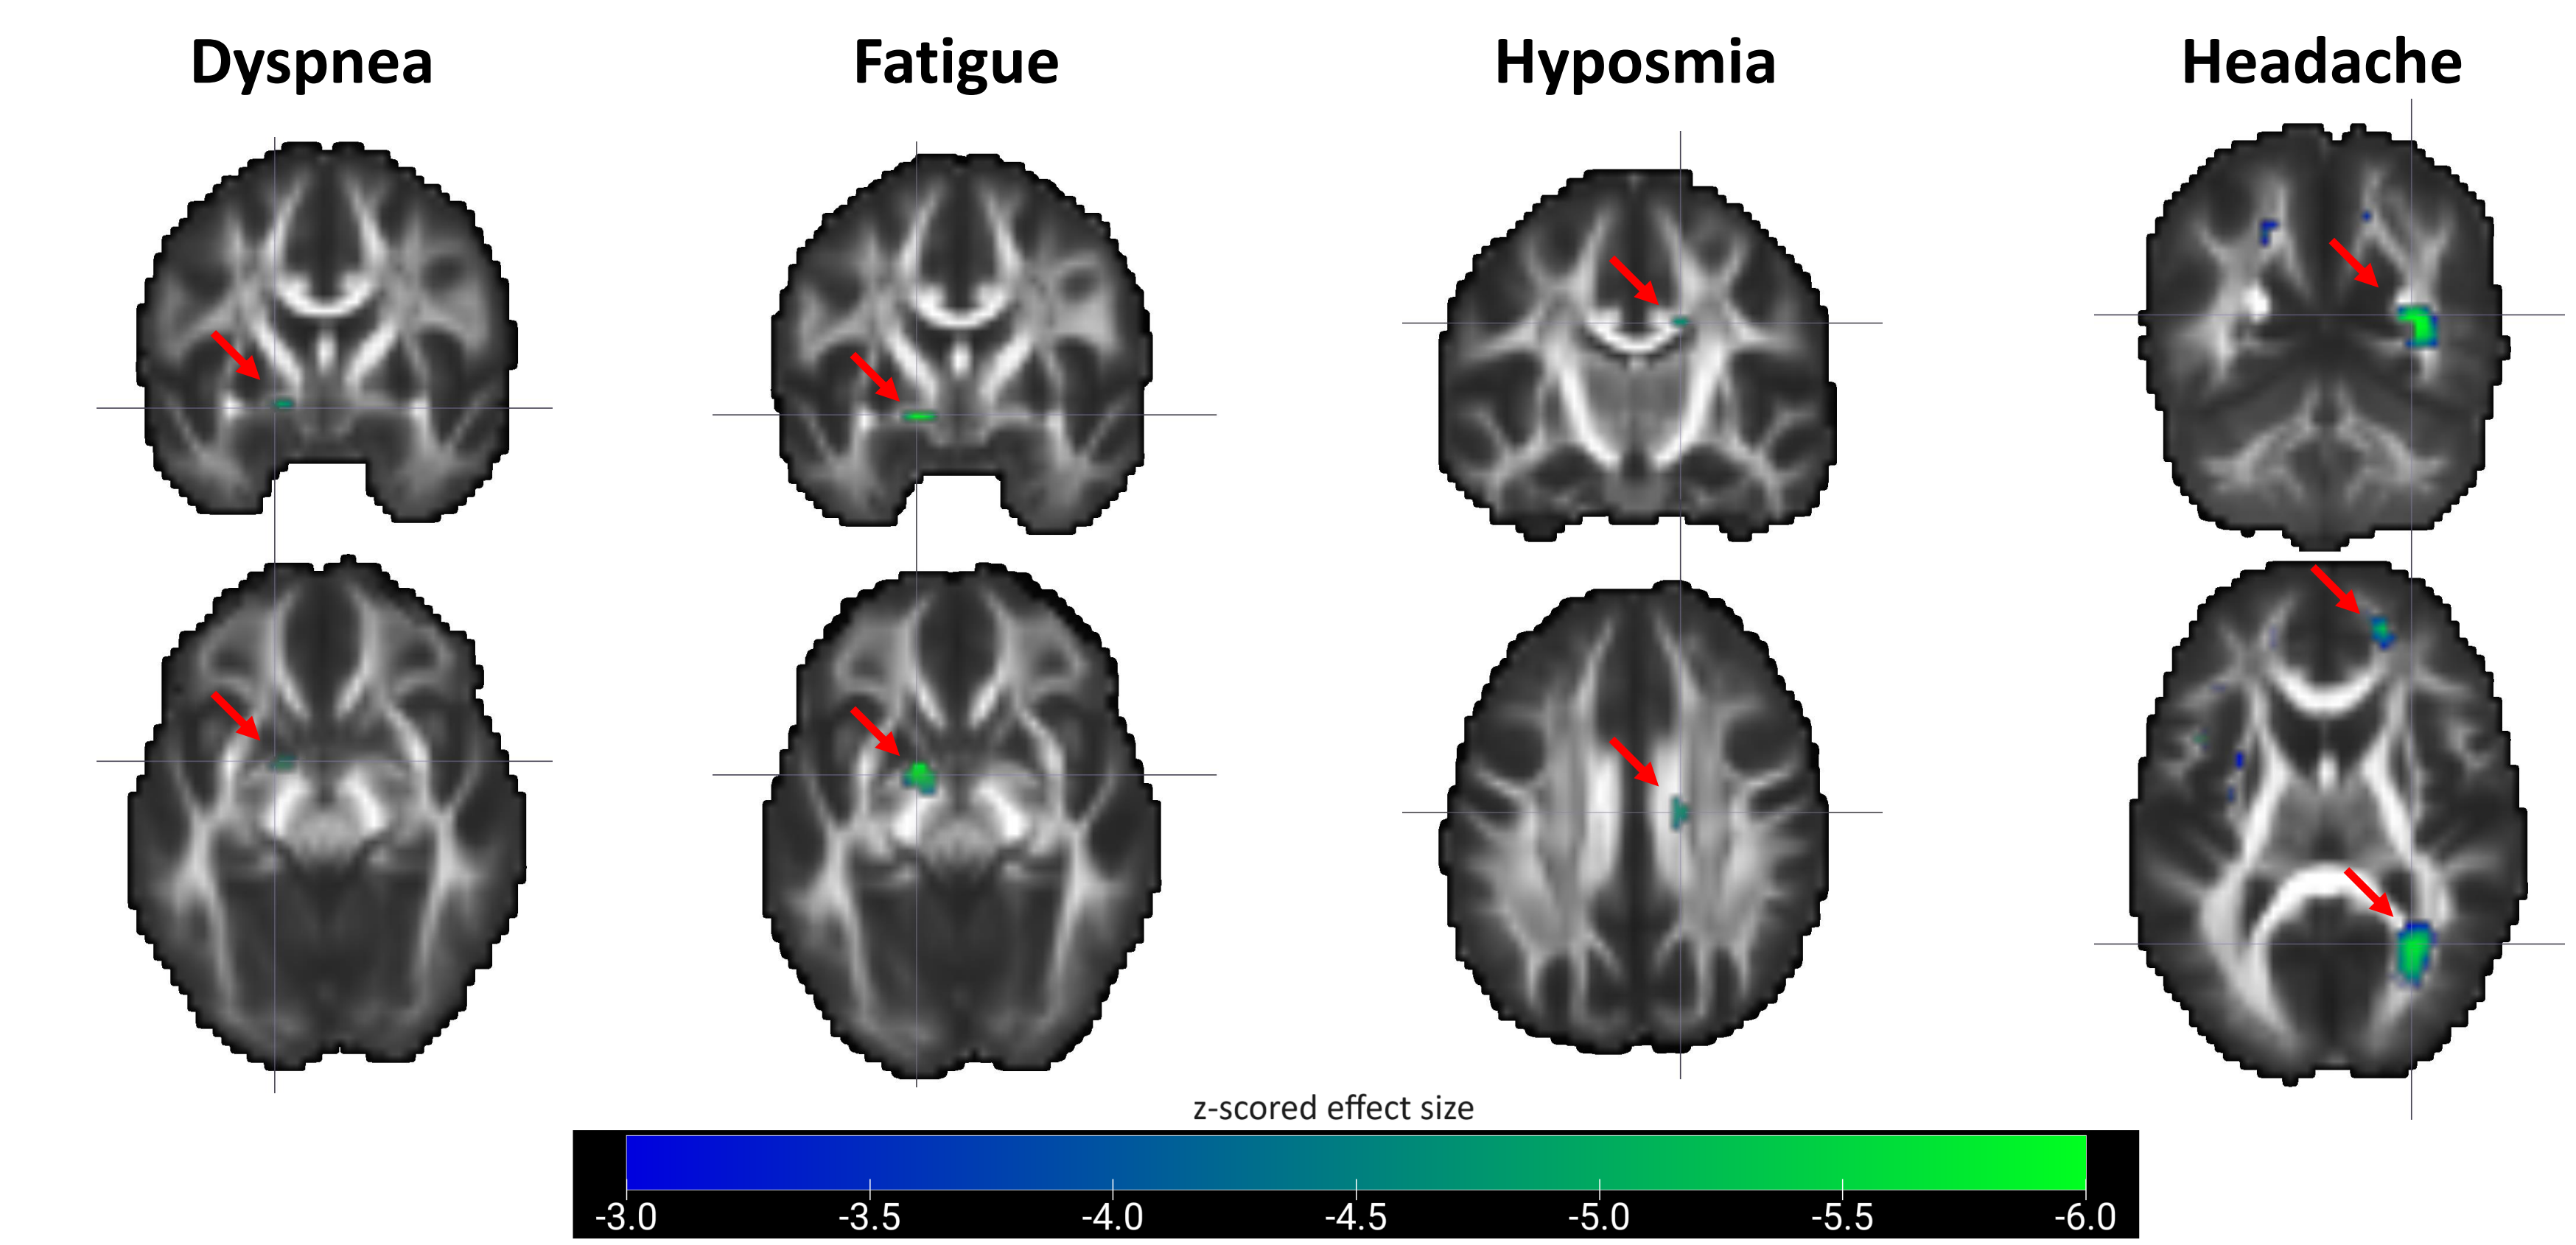 Dyspnea Fatigue Hyposmia Headache
z-scored effect size
-3.0 -3.5 -4.0 -4.5 -5.0 -5.5 -6.0